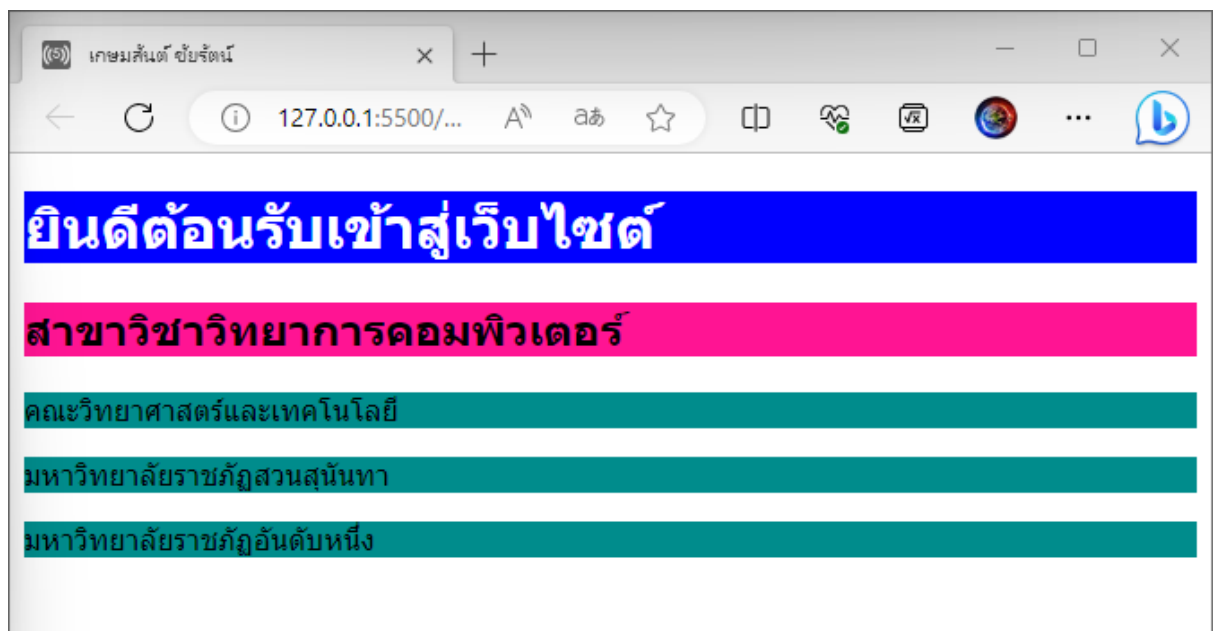 เกษมสันต์ ชัยรัตน์
127.0.0.1:5500/...
ยินดีต้อนรับเข้าสู่เว็บไซต์
สาขาวิชาวิทยาการคอมพิวเตอร์
คณะวิทยาศาสตร์และเทคโนโลยี
มหาวิทยาลัยราชภัฏสวนสุนันทา
มหาวิทยาลัยราชภัฏอันดับหนึ่ง